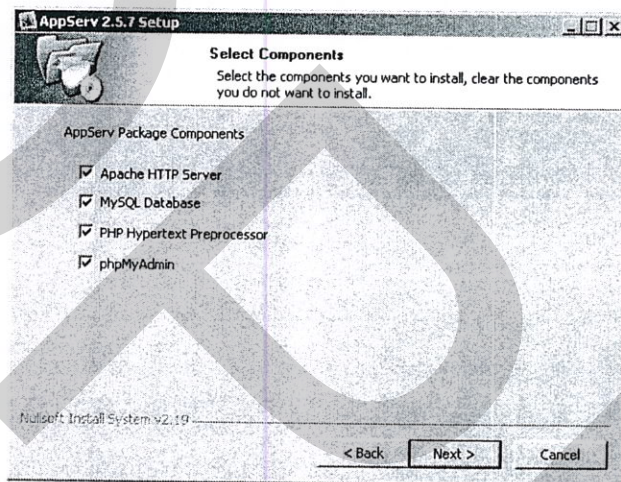 AppServ 2.5.7 Setup
Select Components
Select the components you want to install, clear the components
you do not want to install.
AppServ Package Components
Apache HTTP Server
MySQL Database
PHP Hypertext Preprocessor
phpMyAdmin
Nullsoft Install System v2.19
< Back
Next >
Cancel